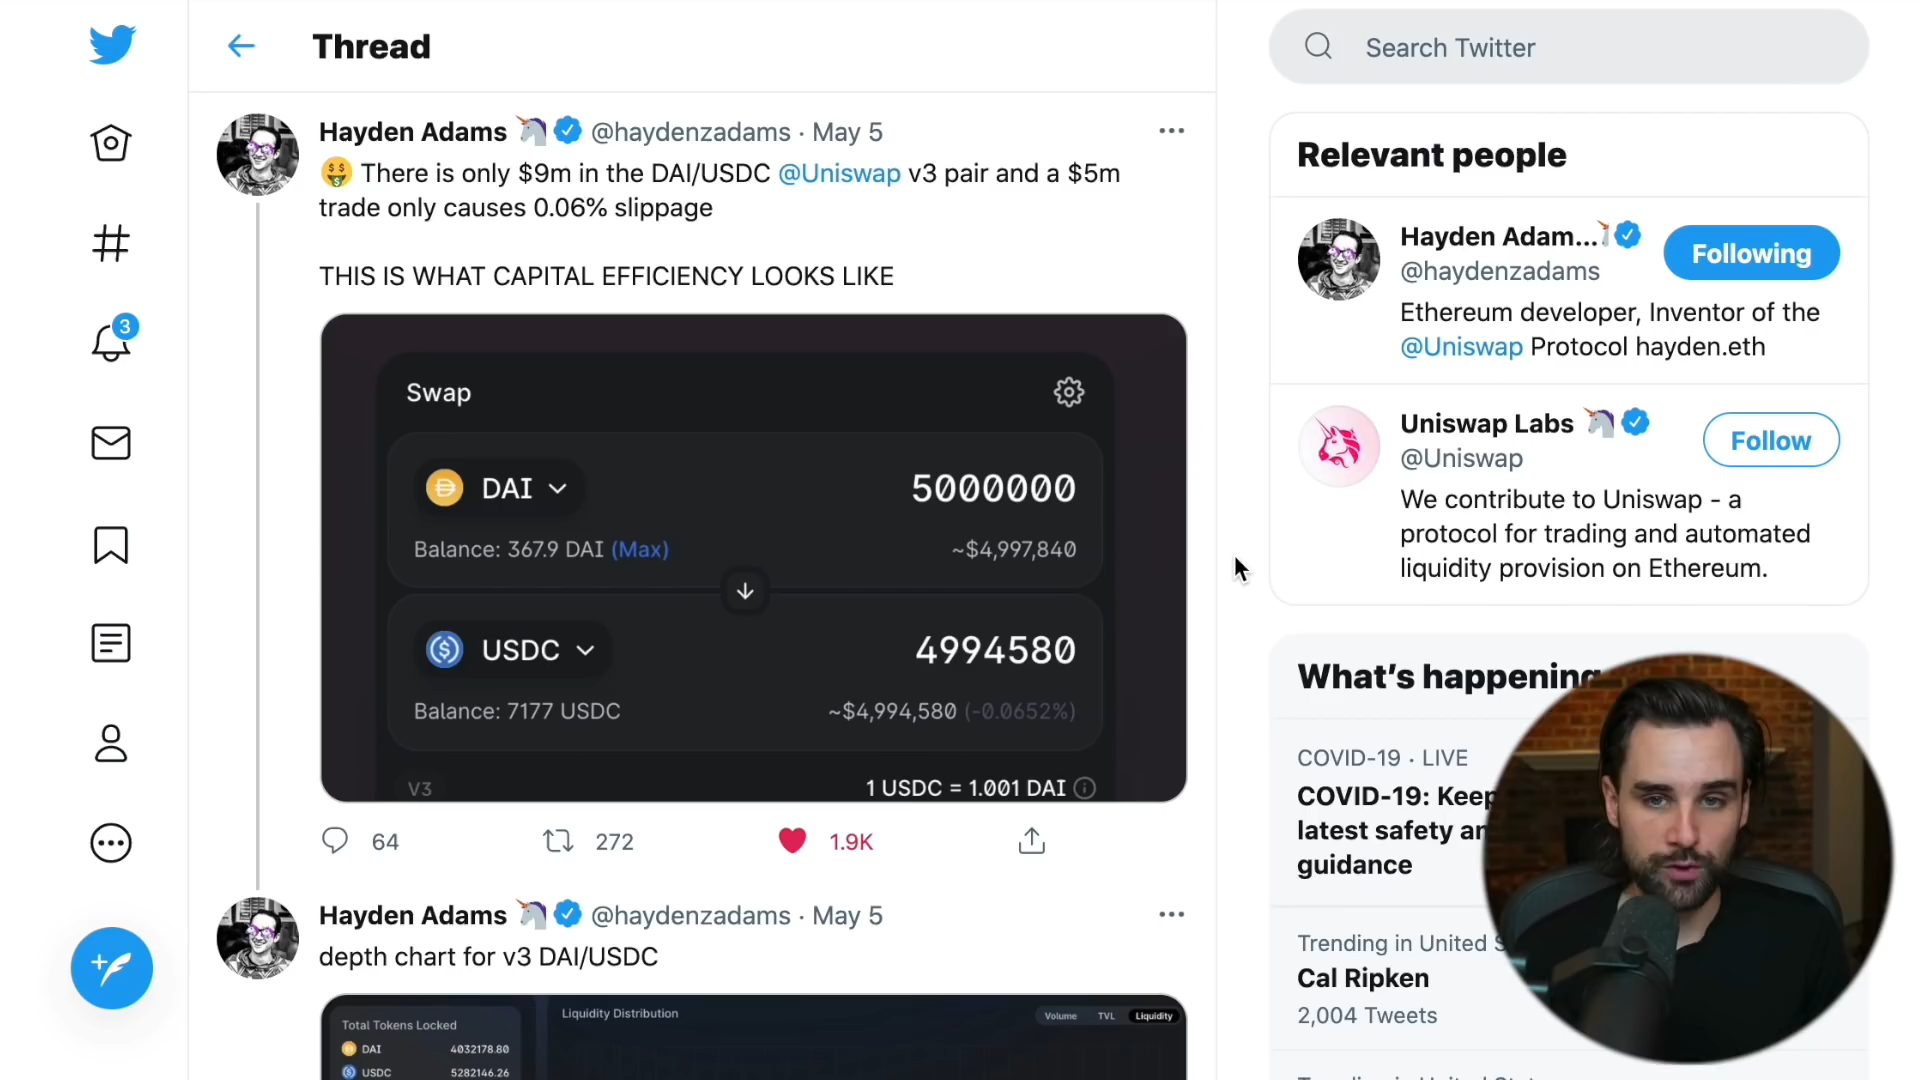 Thread
Hayden Adams @haydenzadams · May 5
There is only $9m in the DAI/USDC @Uniswap v3 pair and a $5m
trade only causes 0.06% slippage
THIS IS WHAT CAPITAL EFFICIENCY LOOKS LIKE
Swap
DAI
5000000
Balance: 367.9 DAI (Max)
~$4,997,840
USDC
4994580
Balance: 7177 USDC
~$4,994,580 (-0.0652%)
V3
1 USDC = 1.001 DAI
64
272
1.9K
Hayden Adams @haydenzadams · May 5
depth chart for v3 DAI/USDC
Total Tokens Locked
DAI 4032178.80
USDC 5282146.26
Liquidity Distribution
Volume TVL Liquidity
3
Search Twitter
Relevant people
Hayden Adam...
@haydenzadams
Following
Ethereum developer, Inventor of the
@Uniswap Protocol hayden.eth
Uniswap Labs
@Uniswap
Follow
We contribute to Uniswap - a
protocol for trading and automated
liquidity provision on Ethereum.
What's happening
COVID-19 · LIVE
COVID-19: Keep
latest safety
guidance
Trending in United
Cal Ripken
2,004 Tweets